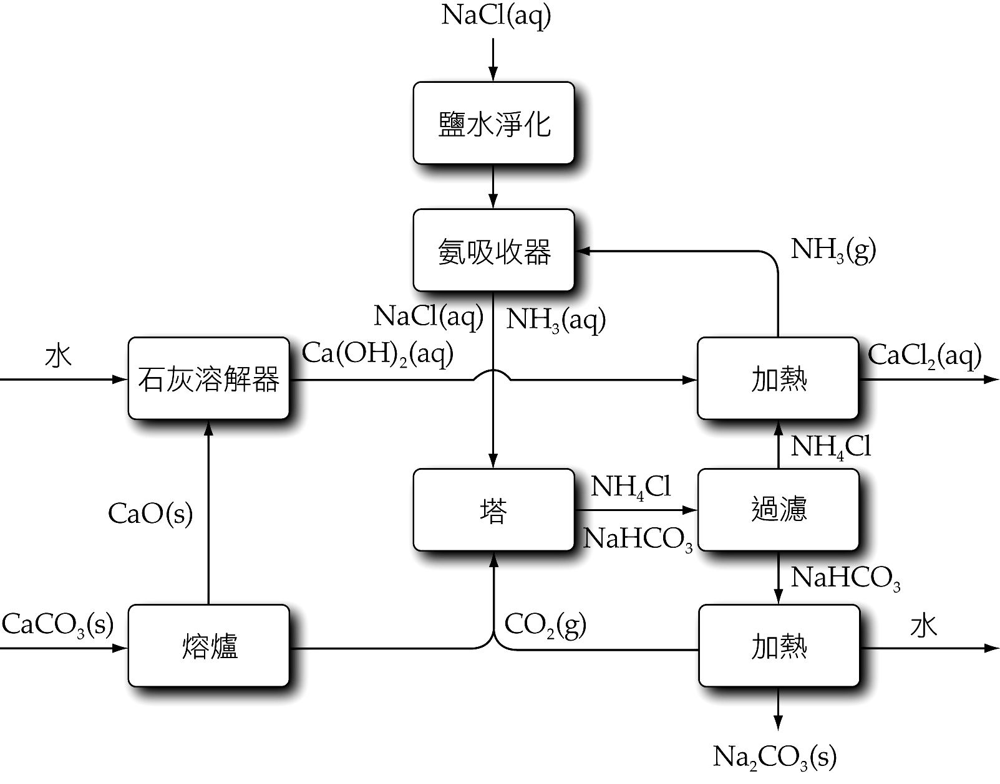 NaCl(aq)
鹽水淨化
氨吸收器
NH₃(g)
NaCl(aq)
NH₃(aq)
水
石灰溶解器
Ca(OH)₂(aq)
加熱
CaCl₂(aq)
NH₄Cl
CaO(s)
塔
NH₄Cl
NaHCO₃
過濾
NaHCO₃
CaCO₃(s)
熔爐
CO₂(g)
加熱
水
Na₂CO₃(s)